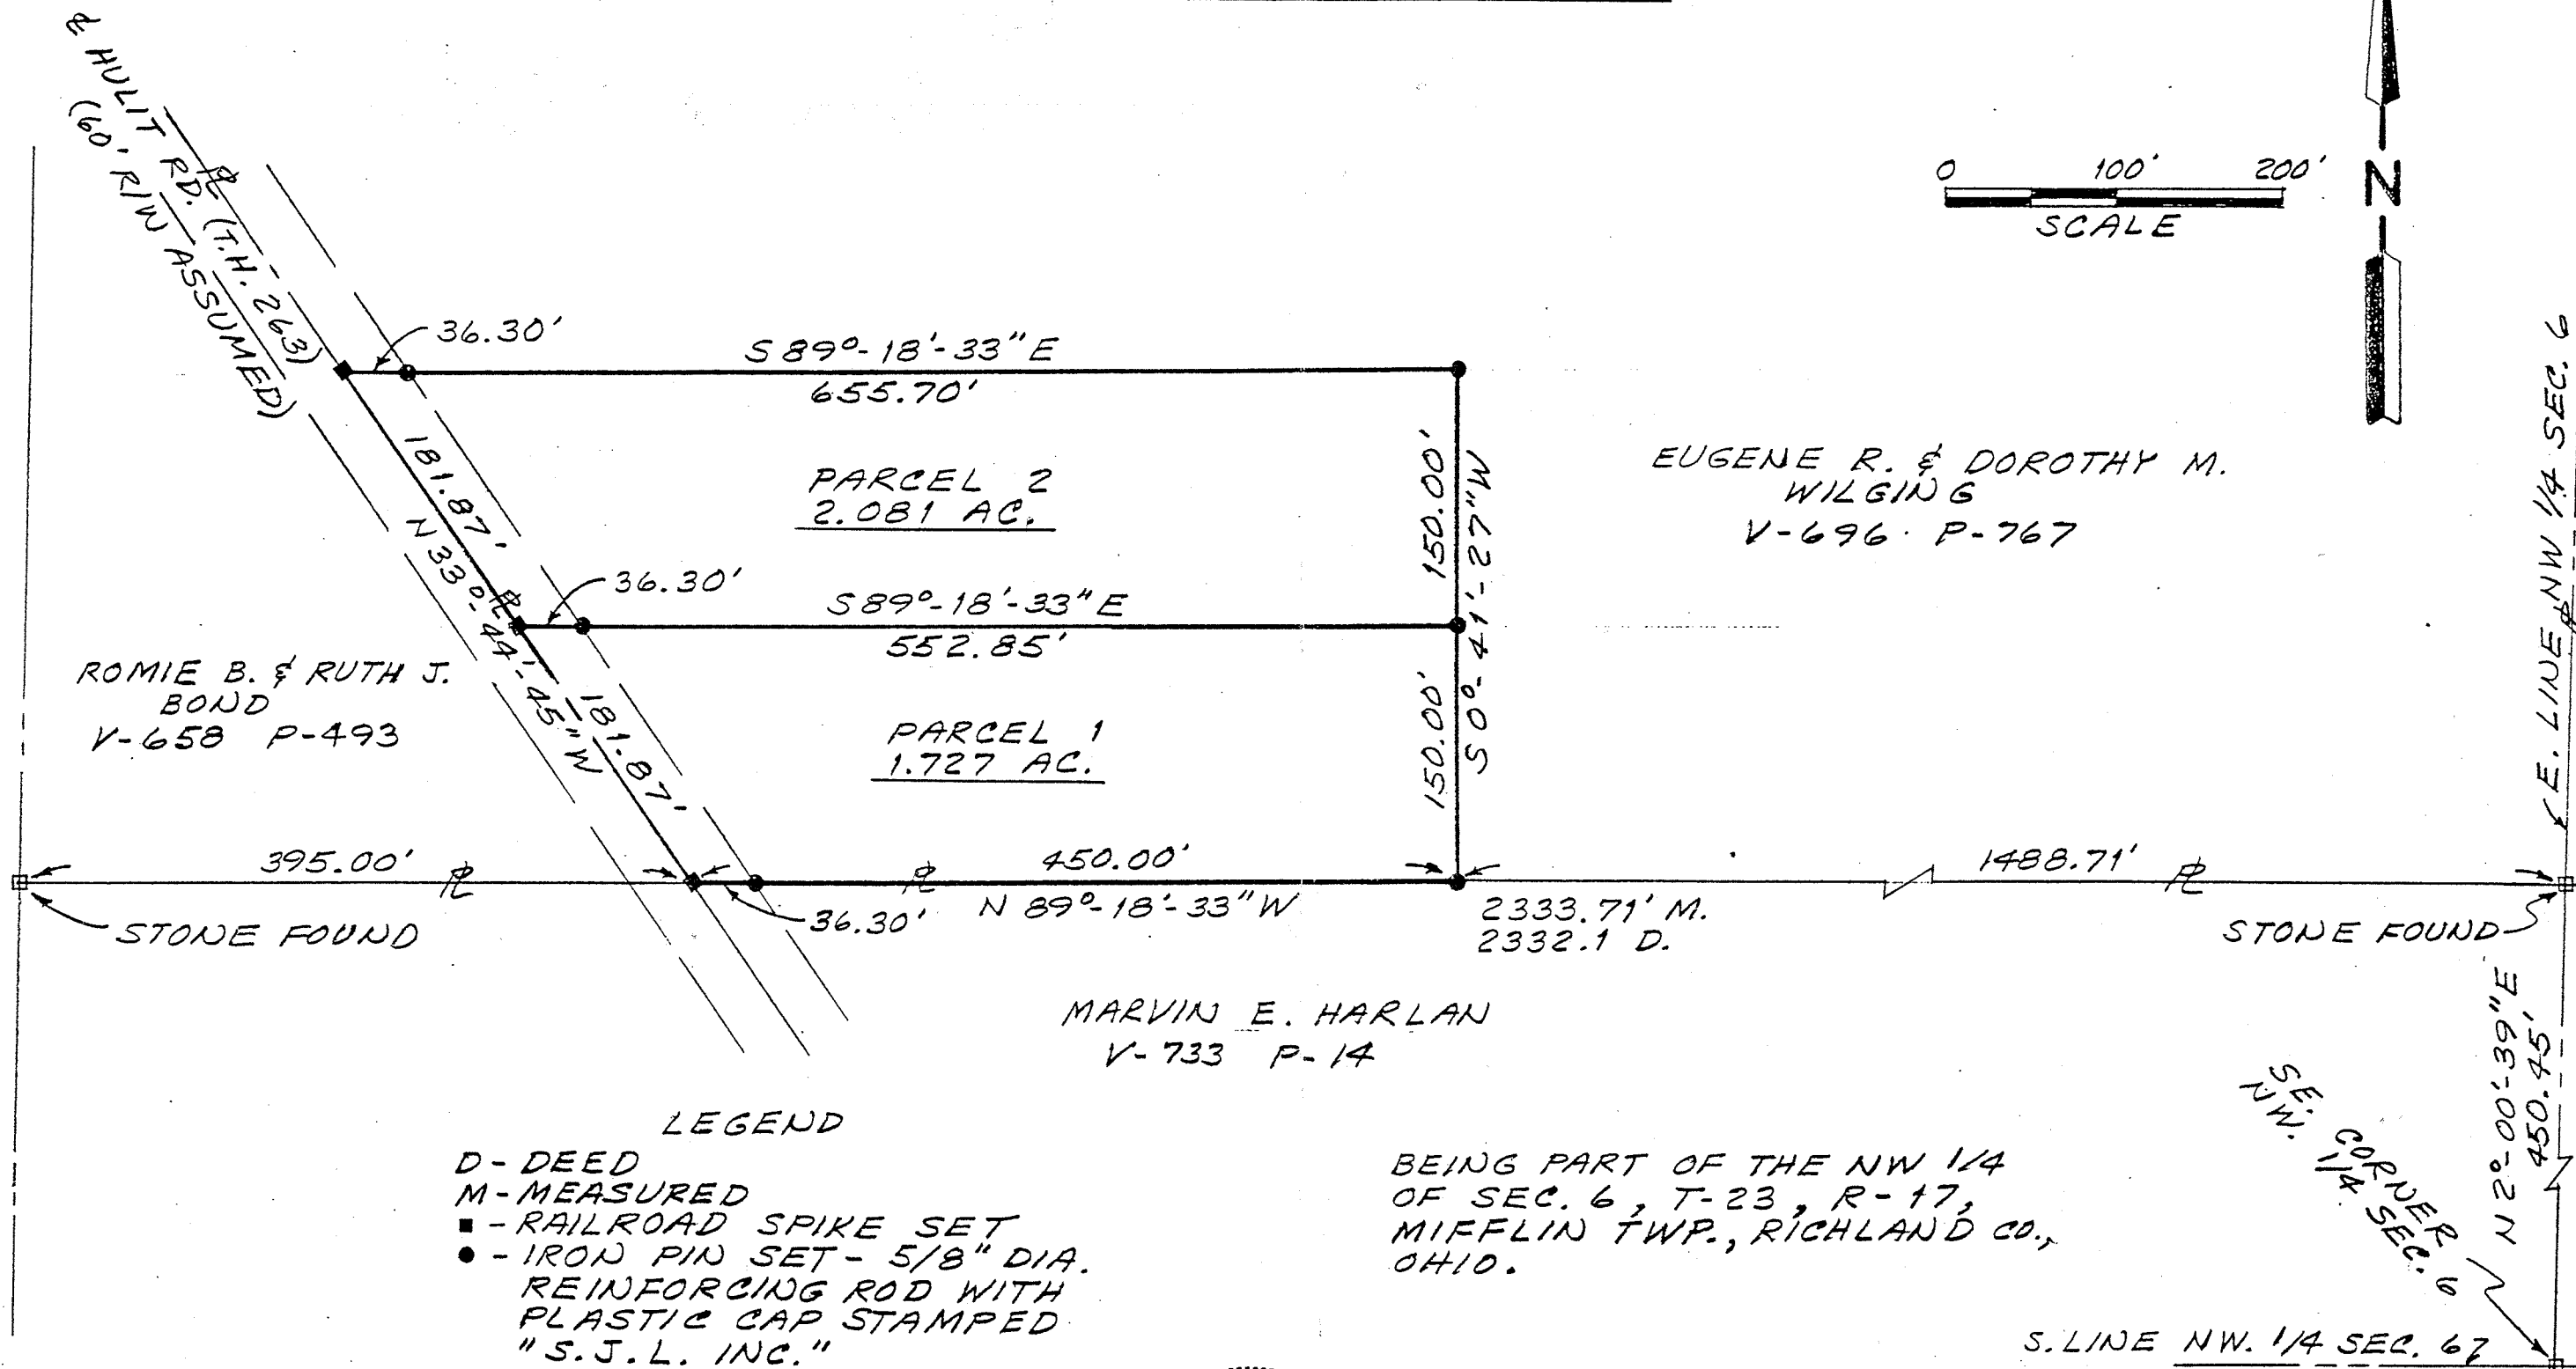 ℄ HULIT RD. (T.H. 263)
(60' R/W ASSUMED)
℄
0 100' 200'
SCALE
N
36.30'
S 89°-18'-33" E
655.70'
181.87'
N 33°-44'-45" W
PARCEL 2
2.081 AC.
150.00'
S 0°-41'-27" W
EUGENE R. & DOROTHY M.
WILGING
V-696 P-767
E. LINE NW 1/4 SEC. 6
36.30'
S 89°-18'-33" E
552.85'
ROMIE B. & RUTH J.
BOND
V-658 P-493
181.87'
PARCEL 1
1.727 AC.
150.00'
395.00'
450.00'
1488.71'
36.30'
N 89°-18'-33" W
2333.71' M.
2332.1 D.
STONE FOUND
STONE FOUND
MARVIN E. HARLAN
V-733 P-14
N 2°-00'-39" E
450.45'
SE. CORNER
NW. 1/4 SEC. 6
LEGEND
D - DEED
M - MEASURED
■ - RAILROAD SPIKE SET
● - IRON PIN SET - 5/8" DIA.
REINFORCING ROD WITH
PLASTIC CAP STAMPED
"S.J.L. INC."
BEING PART OF THE NW 1/4
OF SEC. 6, T-23, R-17,
MIFFLIN TWP., RICHLAND CO.,
OHIO.
S. LINE NW. 1/4 SEC. 6